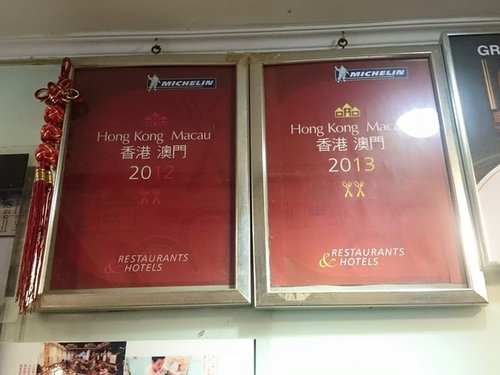 MICHELIN
Hong Kong Macau
香港 澳門
2012
& RESTAURANTS
HOTELS
MICHELIN
Hong Kong Maca
香港 澳門
2013
& RESTAURANTS
HOTELS
GR